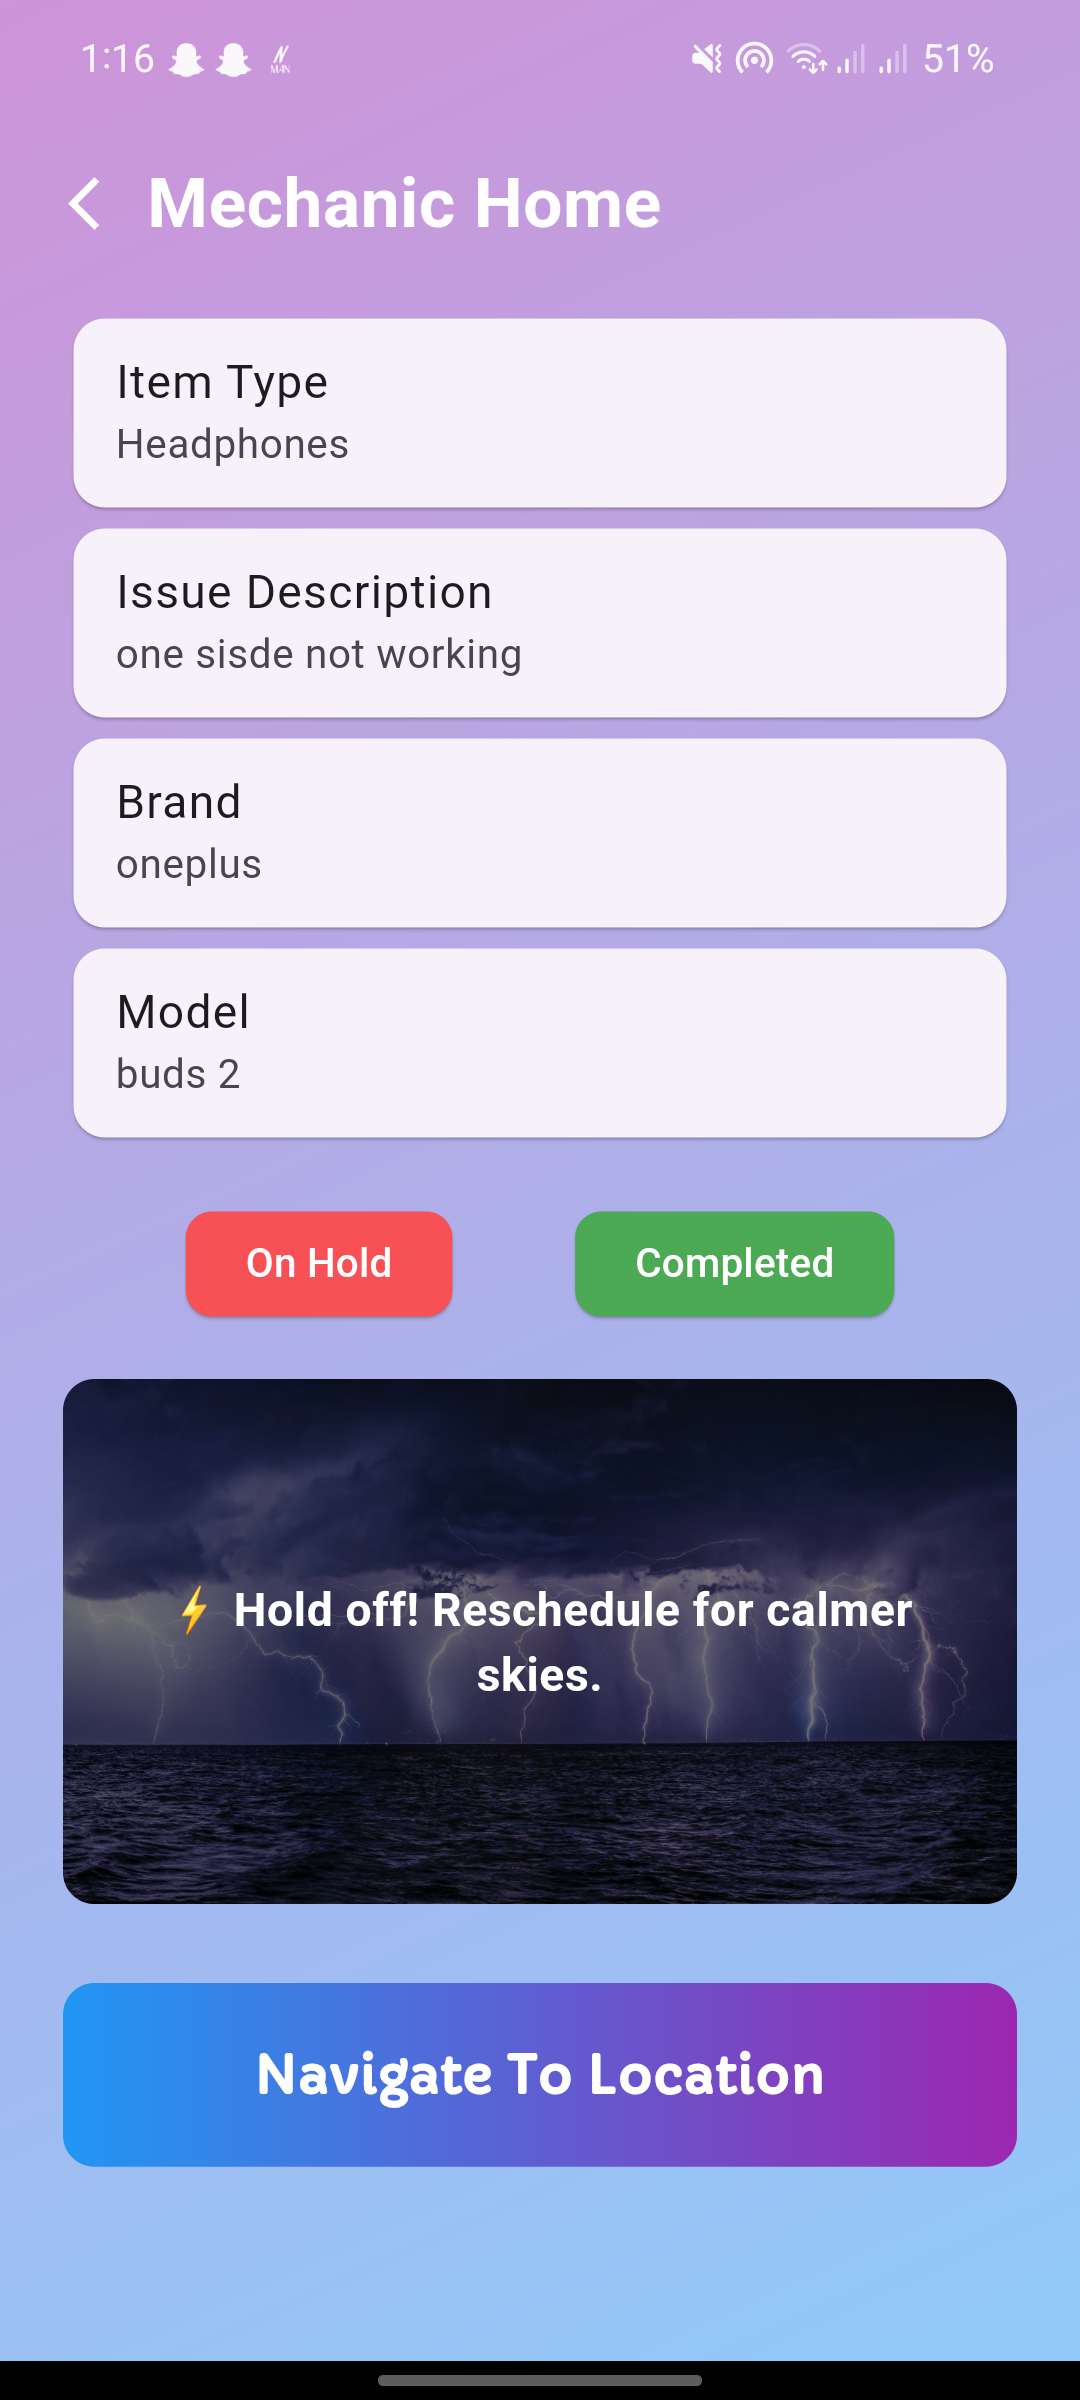 1:16 51%
Mechanic Home
Item Type
Headphones
Issue Description
one sisde not working
Brand
oneplus
Model
buds 2
On Hold Completed
⚡ Hold off! Reschedule for calmer
skies.
Navigate To Location